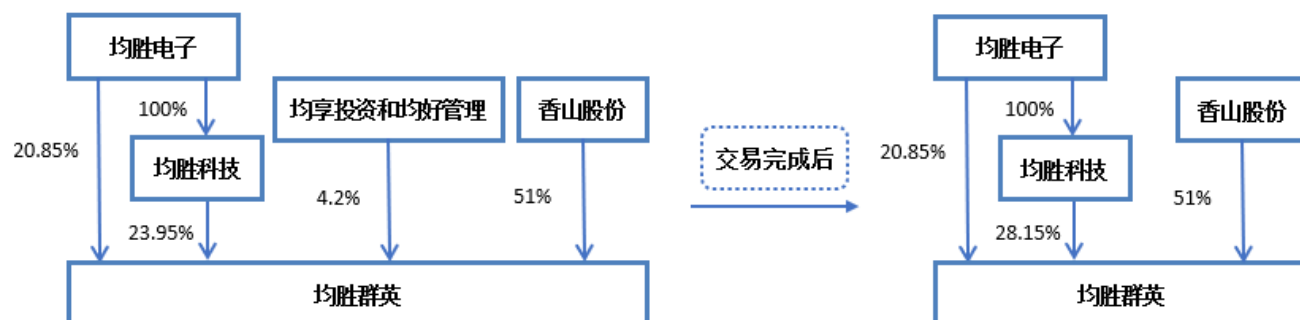 均胜电子
均胜电子
100%
均享投资和均好管理
香山股份
100%
香山股份
20.85%
均胜科技
交易完成后
20.85%
均胜科技
4.2%
51%
51%
23.95%
28.15%
均胜群英
均胜群英